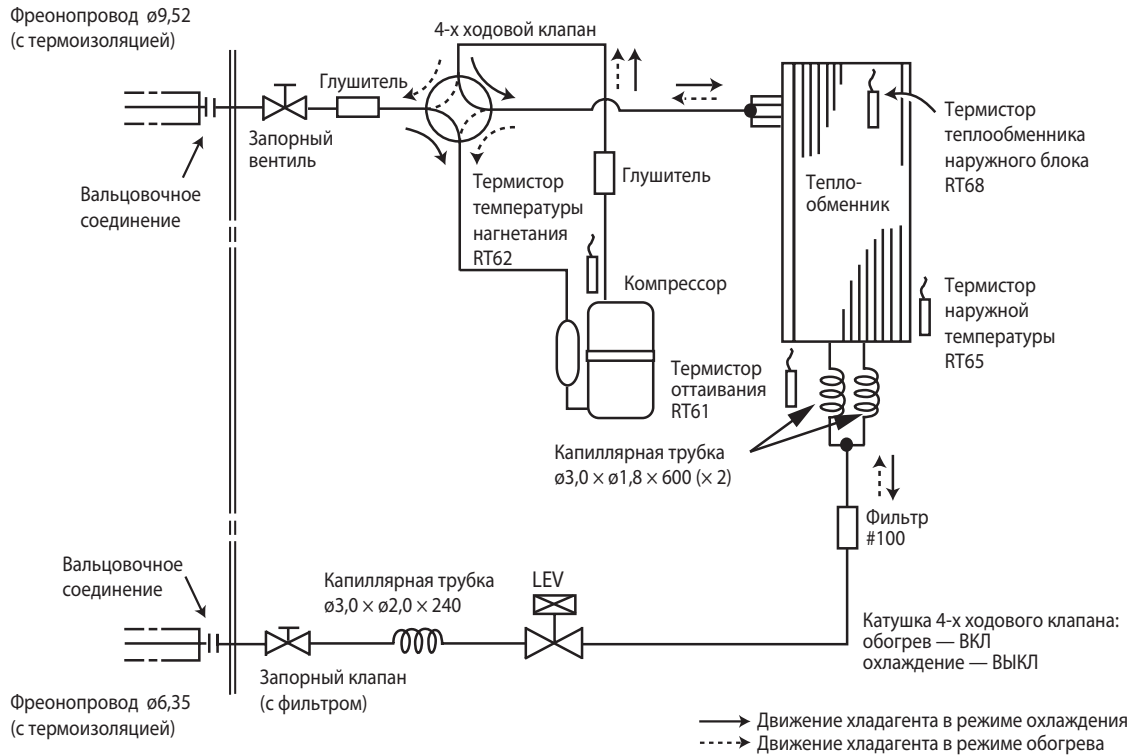 Фреонопровод ø9,52
(с термоизоляцией)
4-х ходовой клапан
Глушитель
Запорный
вентиль
Вальцовочное
соединение
Термистор
температуры
нагнетания
RT62
Глушитель
Компрессор
Тепло-
обменник
Термистор
теплообменника
наружного блока
RT68
Термистор
наружной
температуры
RT65
Термистор
оттаивания
RT61
Капиллярная трубка
ø3,0 × ø1,8 × 600 (× 2)
Фильтр
#100
Вальцовочное
соединение
Капиллярная трубка
ø3,0 × ø2,0 × 240
LEV
Запорный клапан
(с фильтром)
Фреонопровод ø6,35
(с термоизоляцией)
Катушка 4-х ходового клапана:
обогрев — ВКЛ
охлаждение — ВЫКЛ
Движение хладагента в режиме охлаждения
Движение хладагента в режиме обогрева